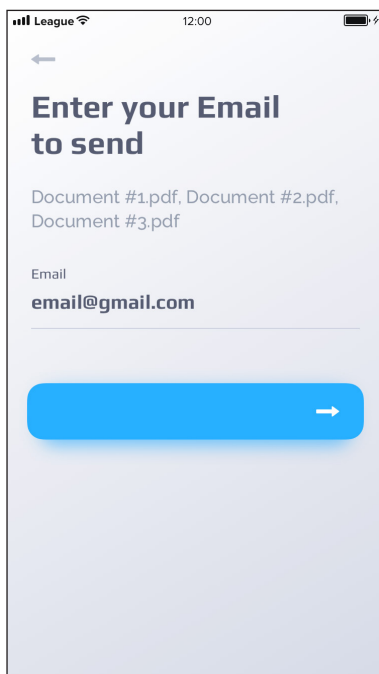 League 12:00
Enter your Email
to send
Document #1.pdf, Document #2.pdf,
Document #3.pdf
Email
email@gmail.com